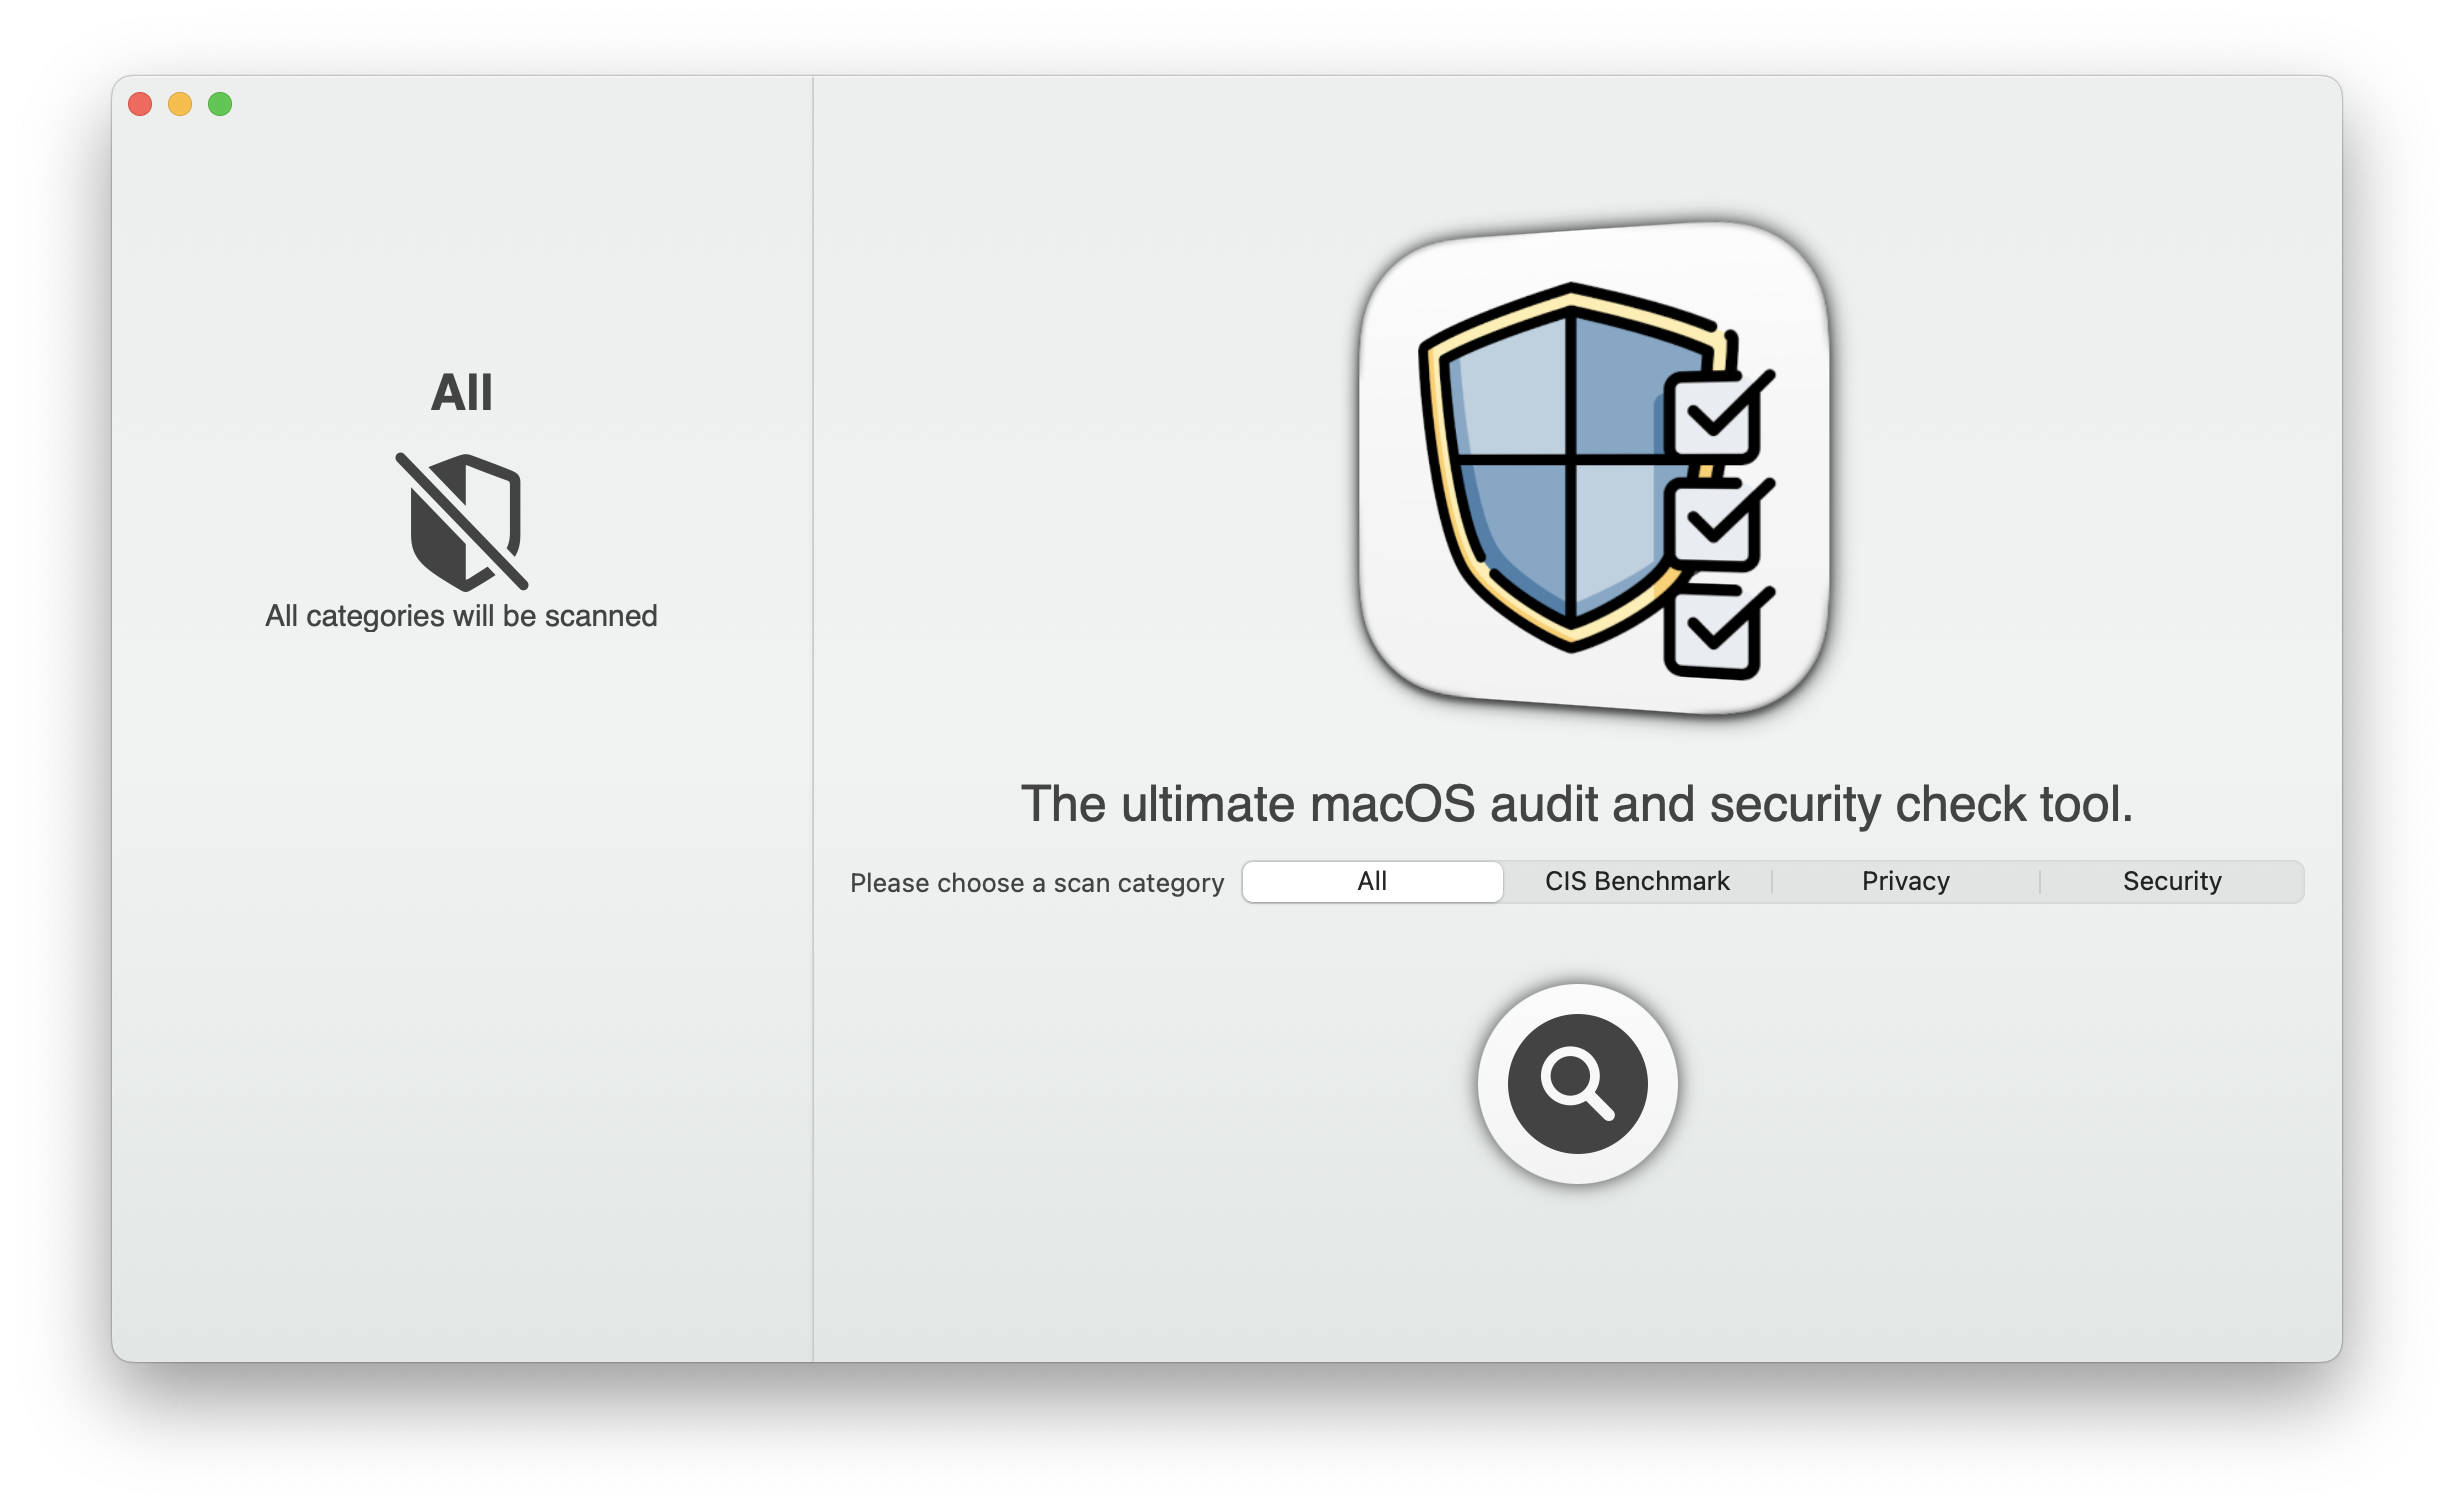 All
All categories will be scanned
The ultimate macOS audit and security check tool.
Please choose a scan category
All
CIS Benchmark
Privacy
Security